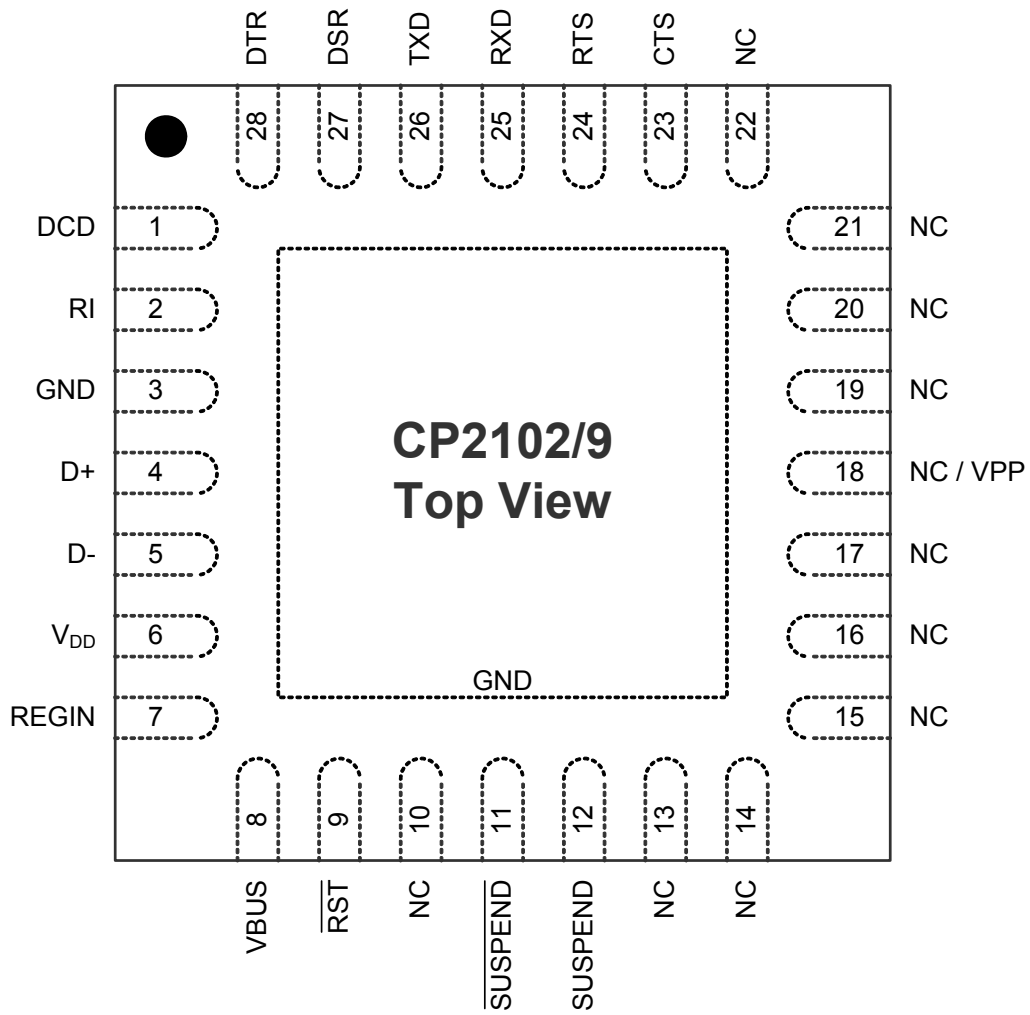 DTR
DSR
TXD
RXD
RTS
CTS
NC
28
27
26
25
24
23
22
DCD 1
RI 2
GND 3
D+ 4
D- 5
VDD 6
REGIN 7
CP2102/9
Top View
GND
21 NC
20 NC
19 NC
18 NC / VPP
17 NC
16 NC
15 NC
8
9
10
11
12
13
14
VBUS
RST
NC
SUSPEND
SUSPEND
NC
NC